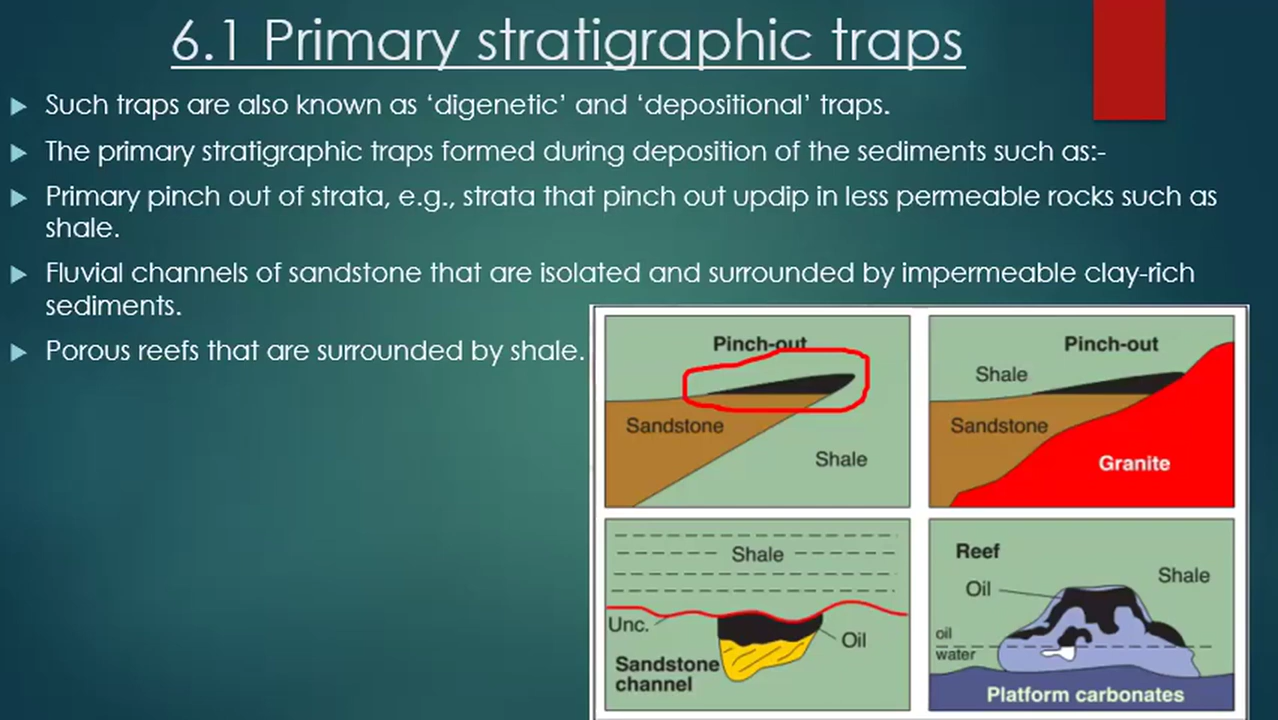 6.1 Primary stratigraphic traps
Such traps are also known as ‘digenetic’ and ‘depositional’ traps.
The primary stratigraphic traps formed during deposition of the sediments such as:-
Primary pinch out of strata, e.g., strata that pinch out updip in less permeable rocks such as
shale.
Fluvial channels of sandstone that are isolated and surrounded by impermeable clay-rich
sediments.
Porous reefs that are surrounded by shale.
Pinch-out
Sandstone
Shale
Pinch-out
Shale
Sandstone
Granite
Shale
Unc.
Oil
Sandstone
channel
Reef
Shale
Oil
oil
water
Platform carbonates